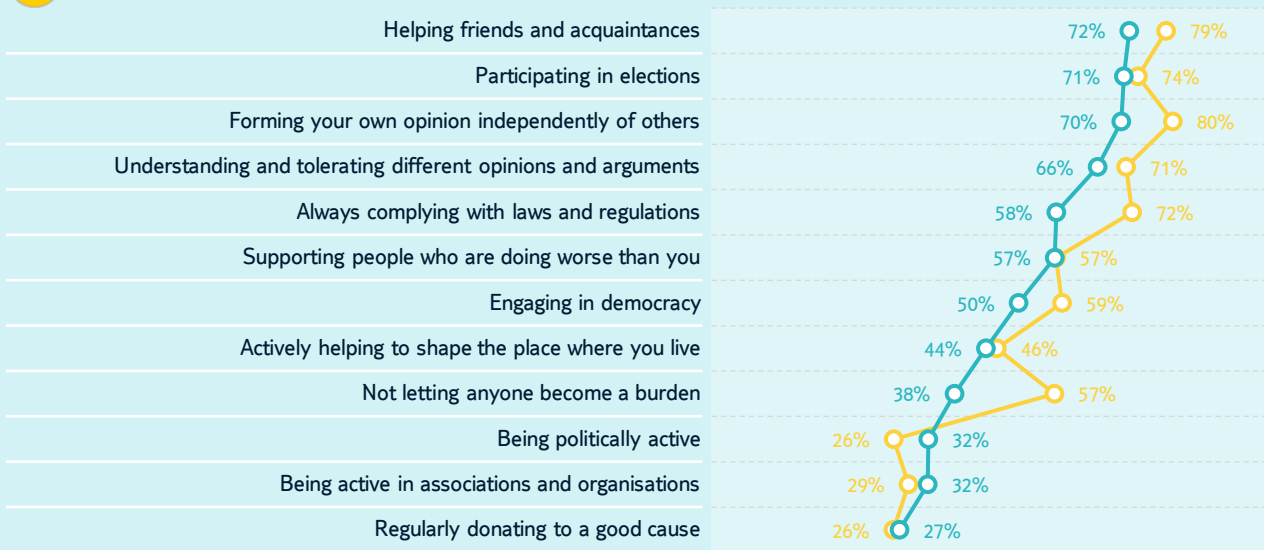 Helping friends and acquaintances 72% 79%
Participating in elections 71% 74%
Forming your own opinion independently of others 70% 80%
Understanding and tolerating different opinions and arguments 66% 71%
Always complying with laws and regulations 58% 72%
Supporting people who are doing worse than you 57% 57%
Engaging in democracy 50% 59%
Actively helping to shape the place where you live 44% 46%
Not letting anyone become a burden 38% 57%
Being politically active 26% 32%
Being active in associations and organisations 29% 32%
Regularly donating to a good cause 26% 27%